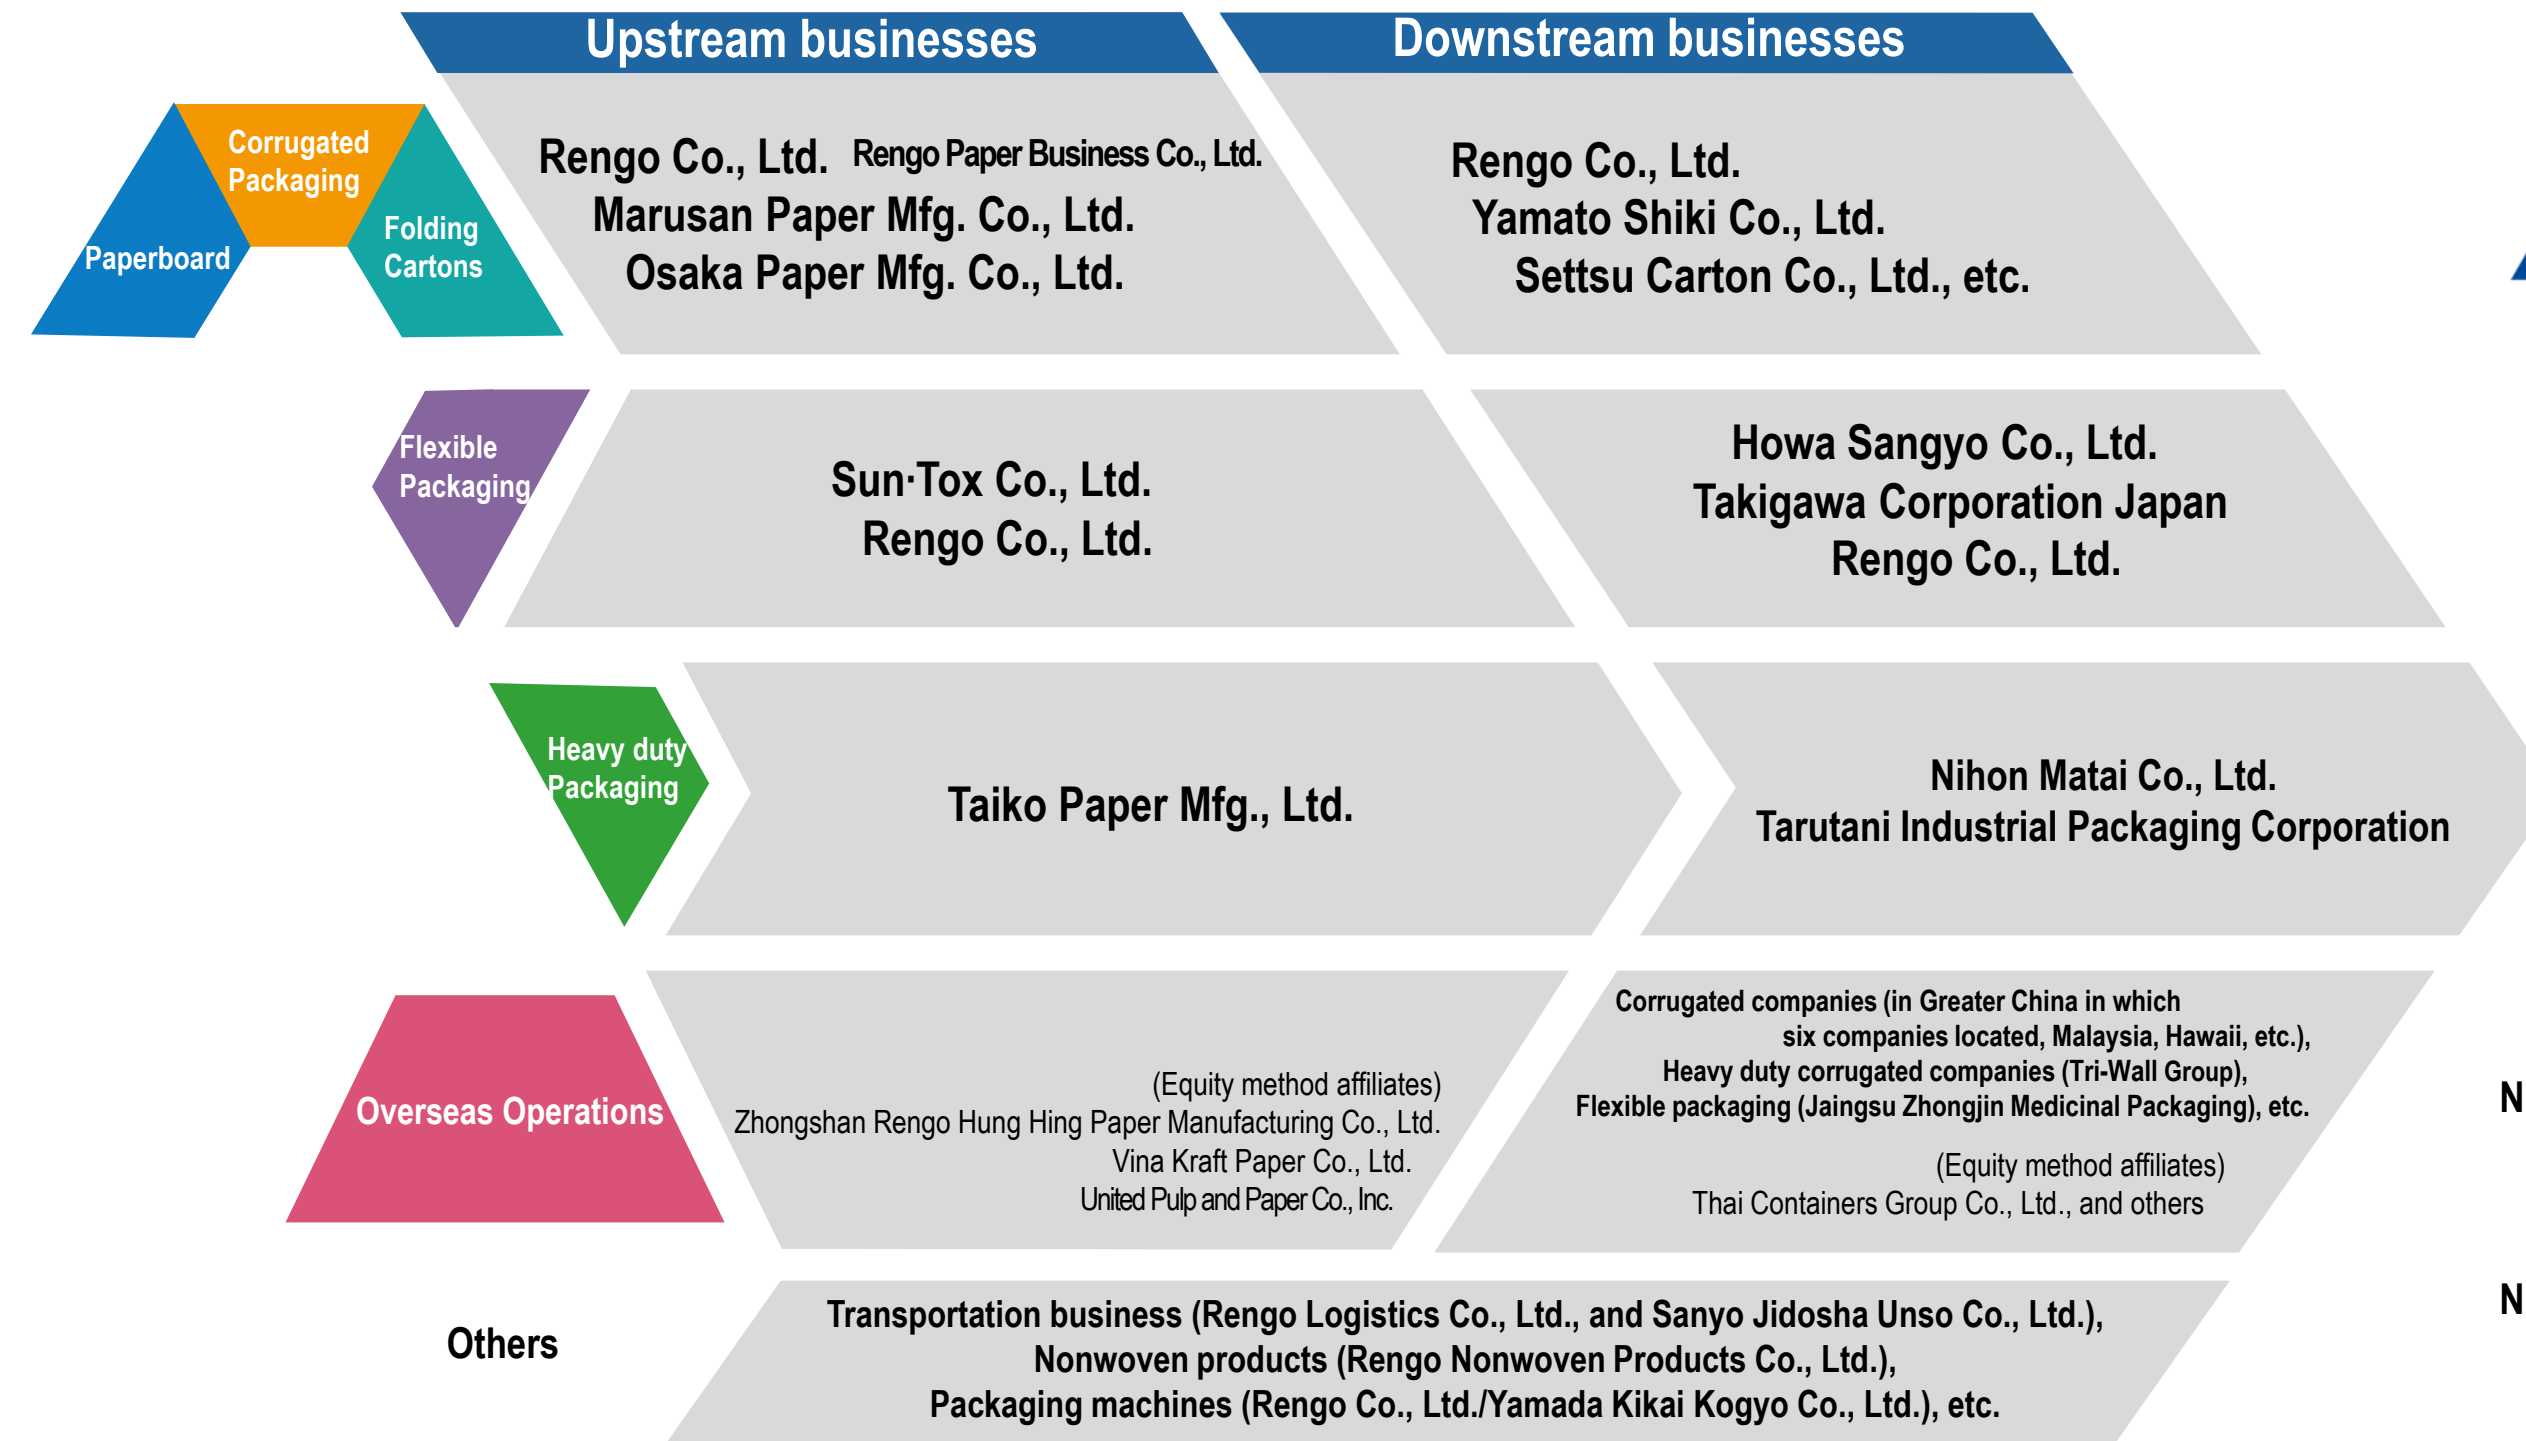 Upstream businesses
Downstream businesses
Corrugated
Packaging
Paperboard
Folding
Cartons
Rengo Co., Ltd. Rengo Paper Business Co., Ltd.
Marusan Paper Mfg. Co., Ltd.
Osaka Paper Mfg. Co., Ltd.
Rengo Co., Ltd.
Yamato Shiki Co., Ltd.
Settsu Carton Co., Ltd., etc.
Flexible
Packaging
Sun·Tox Co., Ltd.
Rengo Co., Ltd.
Howa Sangyo Co., Ltd.
Takigawa Corporation Japan
Rengo Co., Ltd.
Heavy duty
Packaging
Taiko Paper Mfg., Ltd.
Nihon Matai Co., Ltd.
Tarutani Industrial Packaging Corporation
Overseas Operations
(Equity method affiliates)
Zhongshan Rengo Hung Hing Paper Manufacturing Co., Ltd.
Vina Kraft Paper Co., Ltd.
United Pulp and Paper Co., Inc.
Corrugated companies (in Greater China in which
six companies located, Malaysia, Hawaii, etc.),
Heavy duty corrugated companies (Tri-Wall Group),
Flexible packaging (Jaingsu Zhongjin Medicinal Packaging), etc.
(Equity method affiliates)
Thai Containers Group Co., Ltd., and others
N
Others
Transportation business (Rengo Logistics Co., Ltd., and Sanyo Jidosha Unso Co., Ltd.),
Nonwoven products (Rengo Nonwoven Products Co., Ltd.),
Packaging machines (Rengo Co., Ltd./Yamada Kikai Kogyo Co., Ltd.), etc.
N